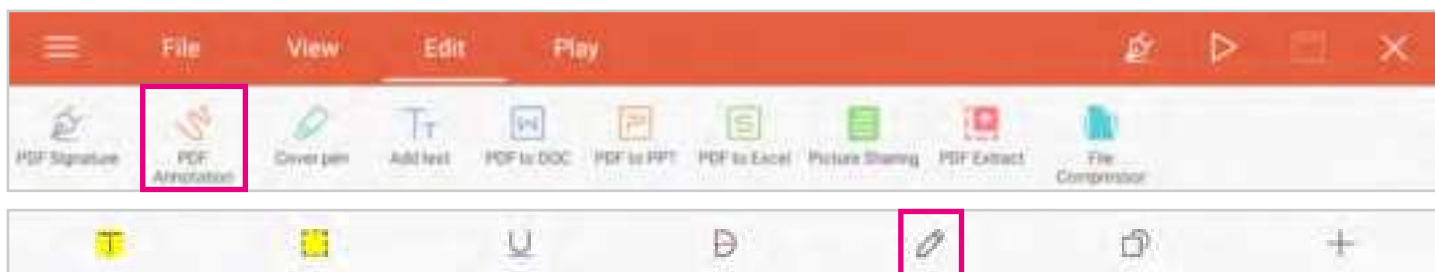 File View Edit Play
PDF Signature PDF Annotation Cover pen Add text PDF to DOC PDF to PPT PDF to Excel Picture Sharing PDF Extract File Compressor
T U D